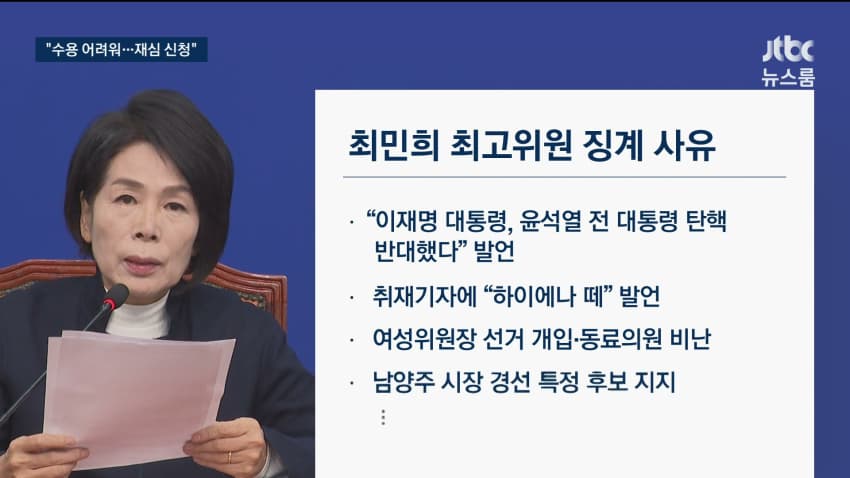 "수용 어려워…재심 신청"
jtbc
뉴스룸
최민희 최고위원 징계 사유
· “이재명 대통령, 윤석열 전 대통령 탄핵
반대했다” 발언
· 취재기자에 “하이에나 떼” 발언
· 여성위원장 선거 개입·동료의원 비난
· 남양주 시장 경선 특정 후보 지지
⋮